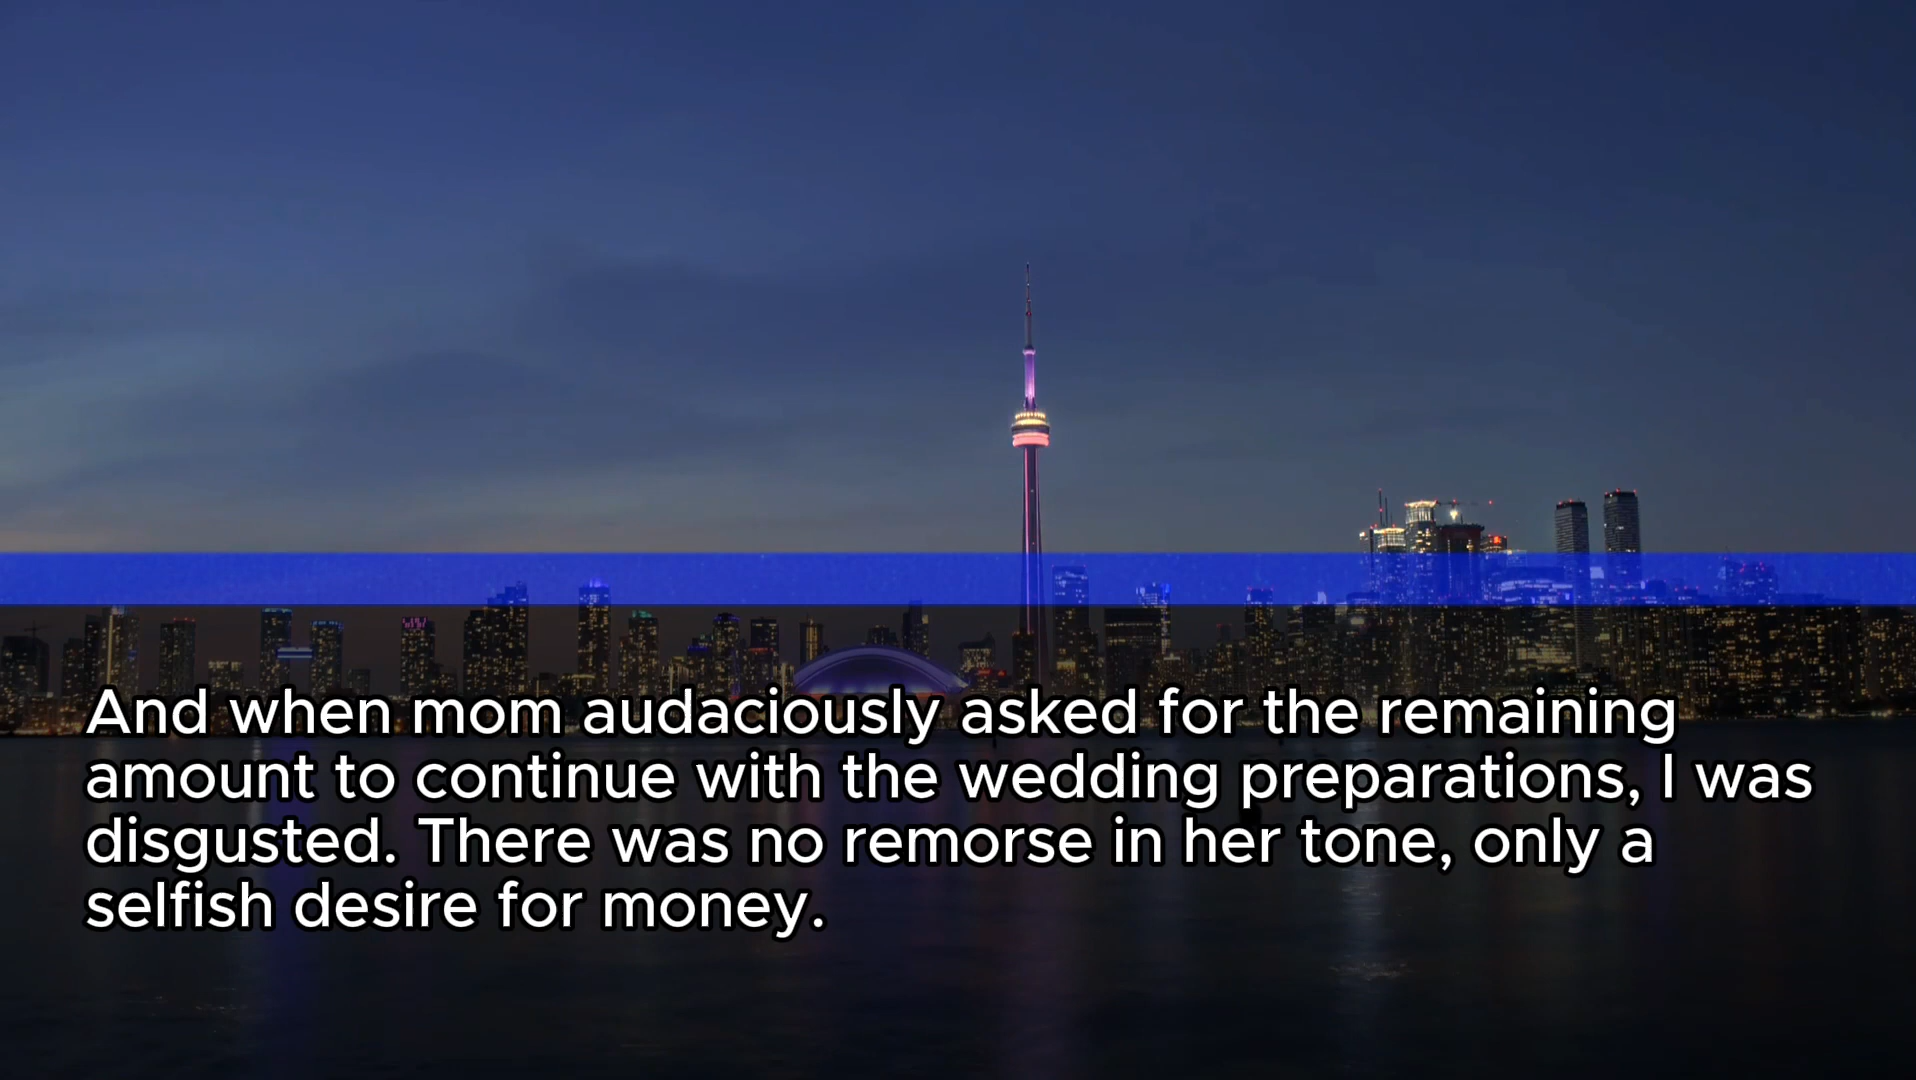 And when mom audaciously asked for the remaining
amount to continue with the wedding preparations, I was
disgusted. There was no remorse in her tone, only a
selfish desire for money.